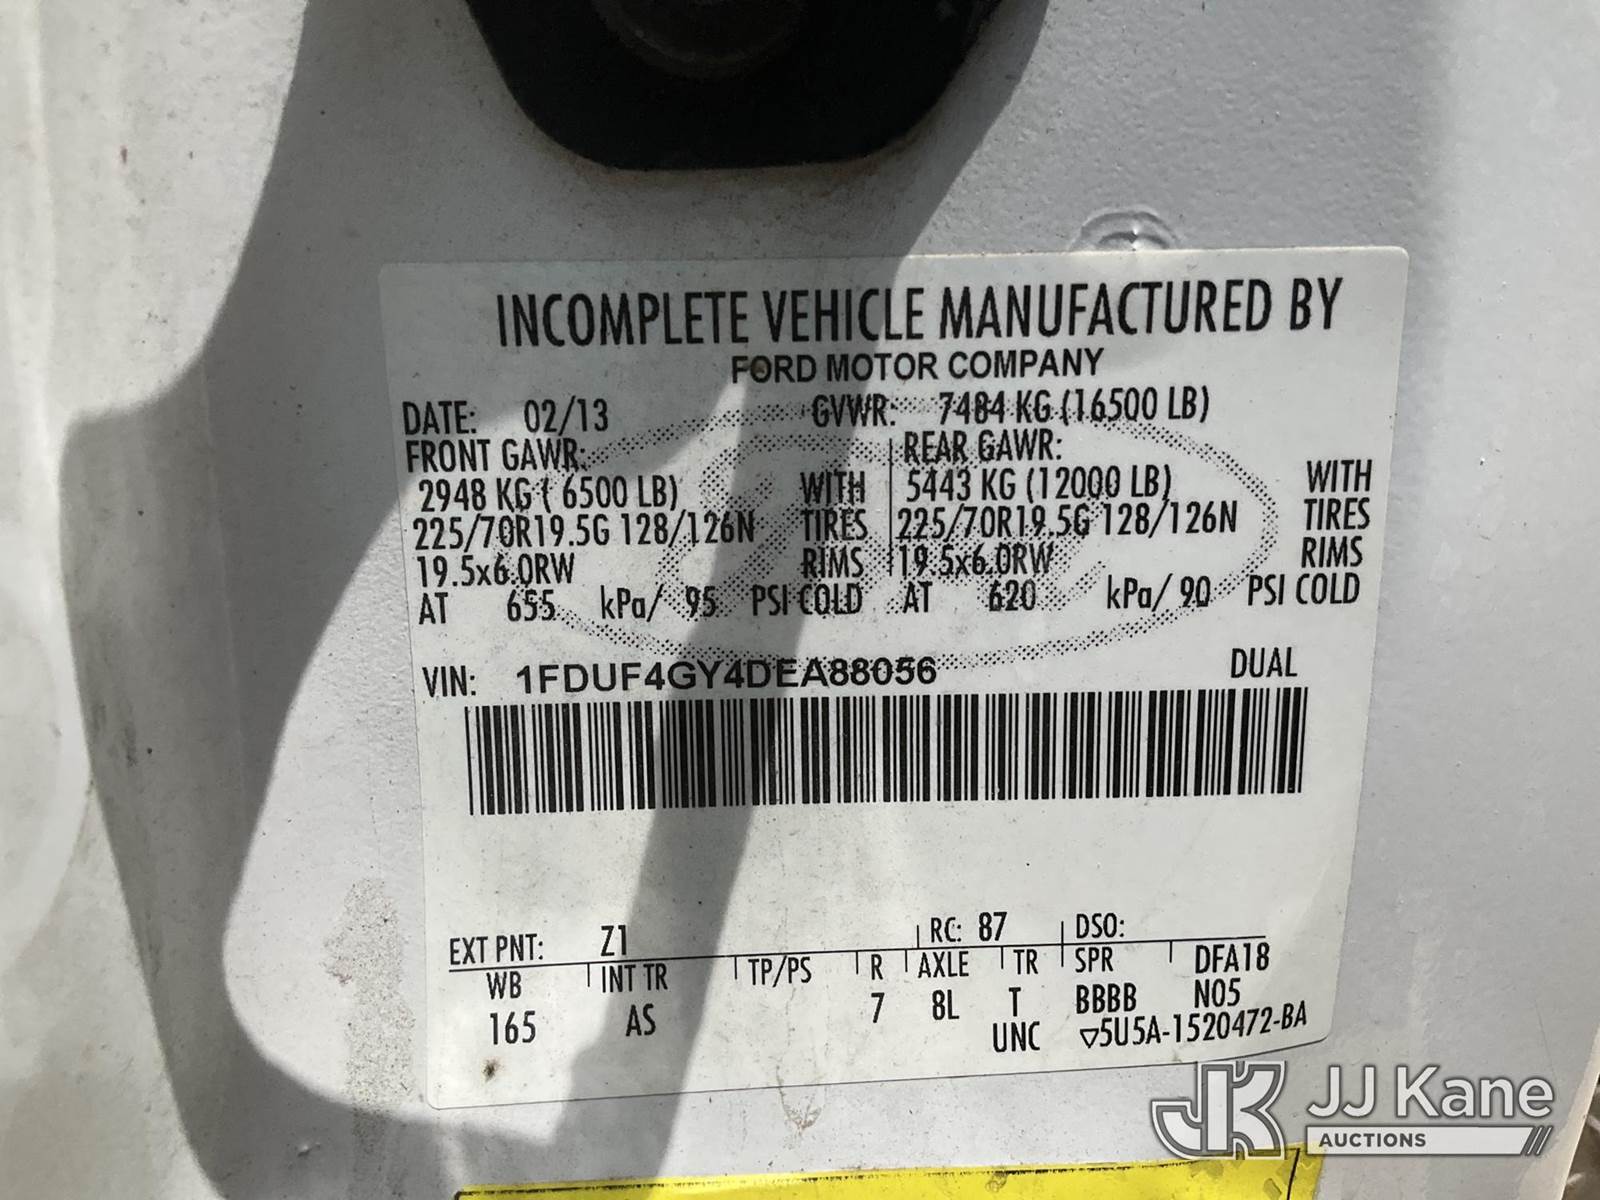 INCOMPLETE VEHICLE MANUFACTURED BY
FORD MOTOR COMPANY
DATE: 02/13 GVWR: 7484 KG (16500 LB)
FRONT GAWR: REAR GAWR:
2948 KG ( 6500 LB) WITH 5443 KG (12000 LB) WITH
225/70R19.5G 128/126N TIRES 225/70R19.5G 128/126N TIRES
19.5x6.0RW RIMS 19.5x6.0RW RIMS
AT 655 kPa/ 95 PSI COLD AT 620 kPa/ 90 PSI COLD
VIN: 1FDUF4GY4DEA88056 DUAL
EXT PNT: Z1 RC: 87 DSO:
WB INT TR TP/PS R AXLE TR SPR DFA18
165 AS 7 8L T BBBB N05
UNC ▽5U5A-1520472-BA
JK JJ Kane
AUCTIONS